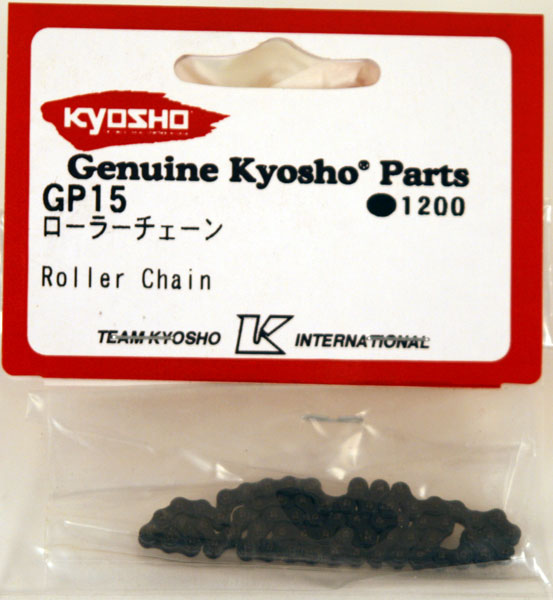 KYOSHO
Genuine Kyosho® Parts
GP15
●1200
ローラーチェーン
Roller Chain
TEAM KYOSHO K INTERNATIONAL